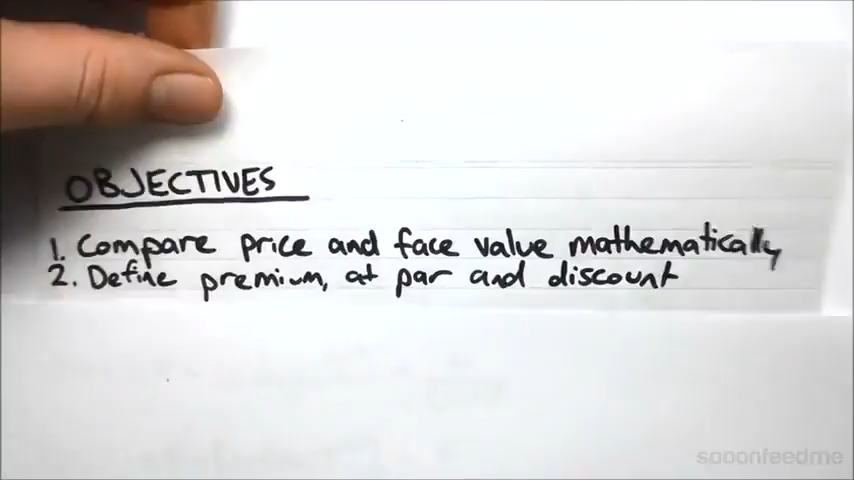 OBJECTIVES
1. Compare price and face value mathematically
2. Define premium, at par and discount
sooonfeedme